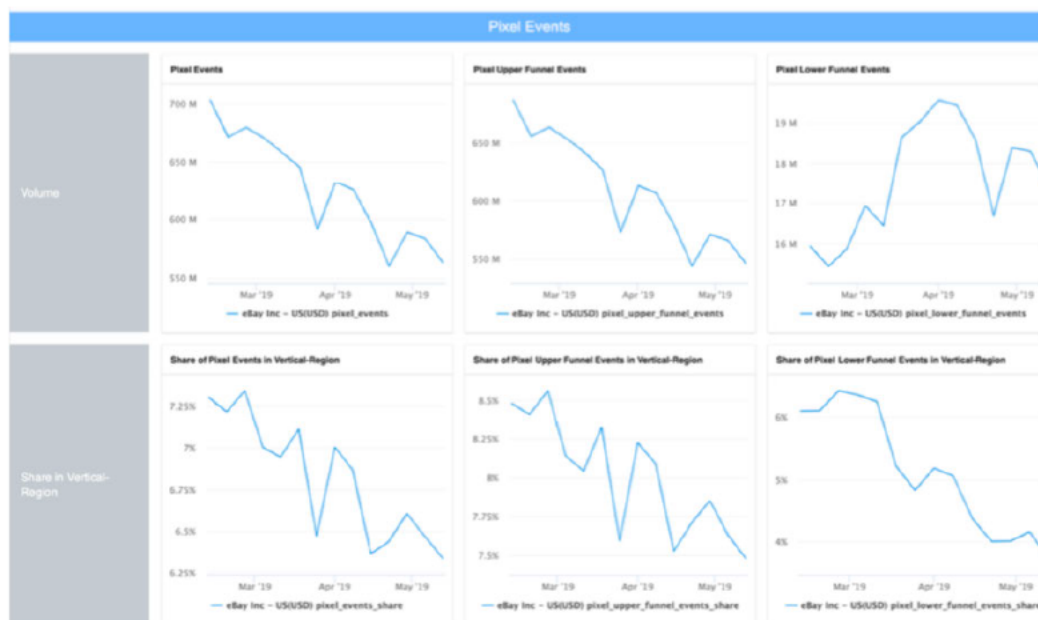 Pixel Events
Pixel Events
Pixel Upper Funnel Events
Pixel Lower Funnel Events
Volume
700 M
650 M
600 M
550 M
Mar '19
Apr '19
May '19
eBay Inc - US(USD) pixel_events
650 M
600 M
550 M
Mar '19
Apr '19
May '19
eBay Inc - US(USD) pixel_upper_funnel_events
19 M
18 M
17 M
16 M
Mar '19
Apr '19
May '19
eBay Inc - US(USD) pixel_lower_funnel_events
Share in Vertical-
Region
Share of Pixel Events in Vertical-Region
7.25%
7%
6.75%
6.5%
6.25%
Mar '19
Apr '19
May '19
eBay Inc - US(USD) pixel_events_share
Share of Pixel Upper Funnel Events in Vertical-Region
8.5%
8.25%
8%
7.75%
7.5%
Mar '19
Apr '19
May '19
eBay Inc - US(USD) pixel_upper_funnel_events_share
Share of Pixel Lower Funnel Events in Vertical-Region
6%
5%
4%
Mar '19
Apr '19
May '19
eBay Inc - US(USD) pixel_lower_funnel_events_share